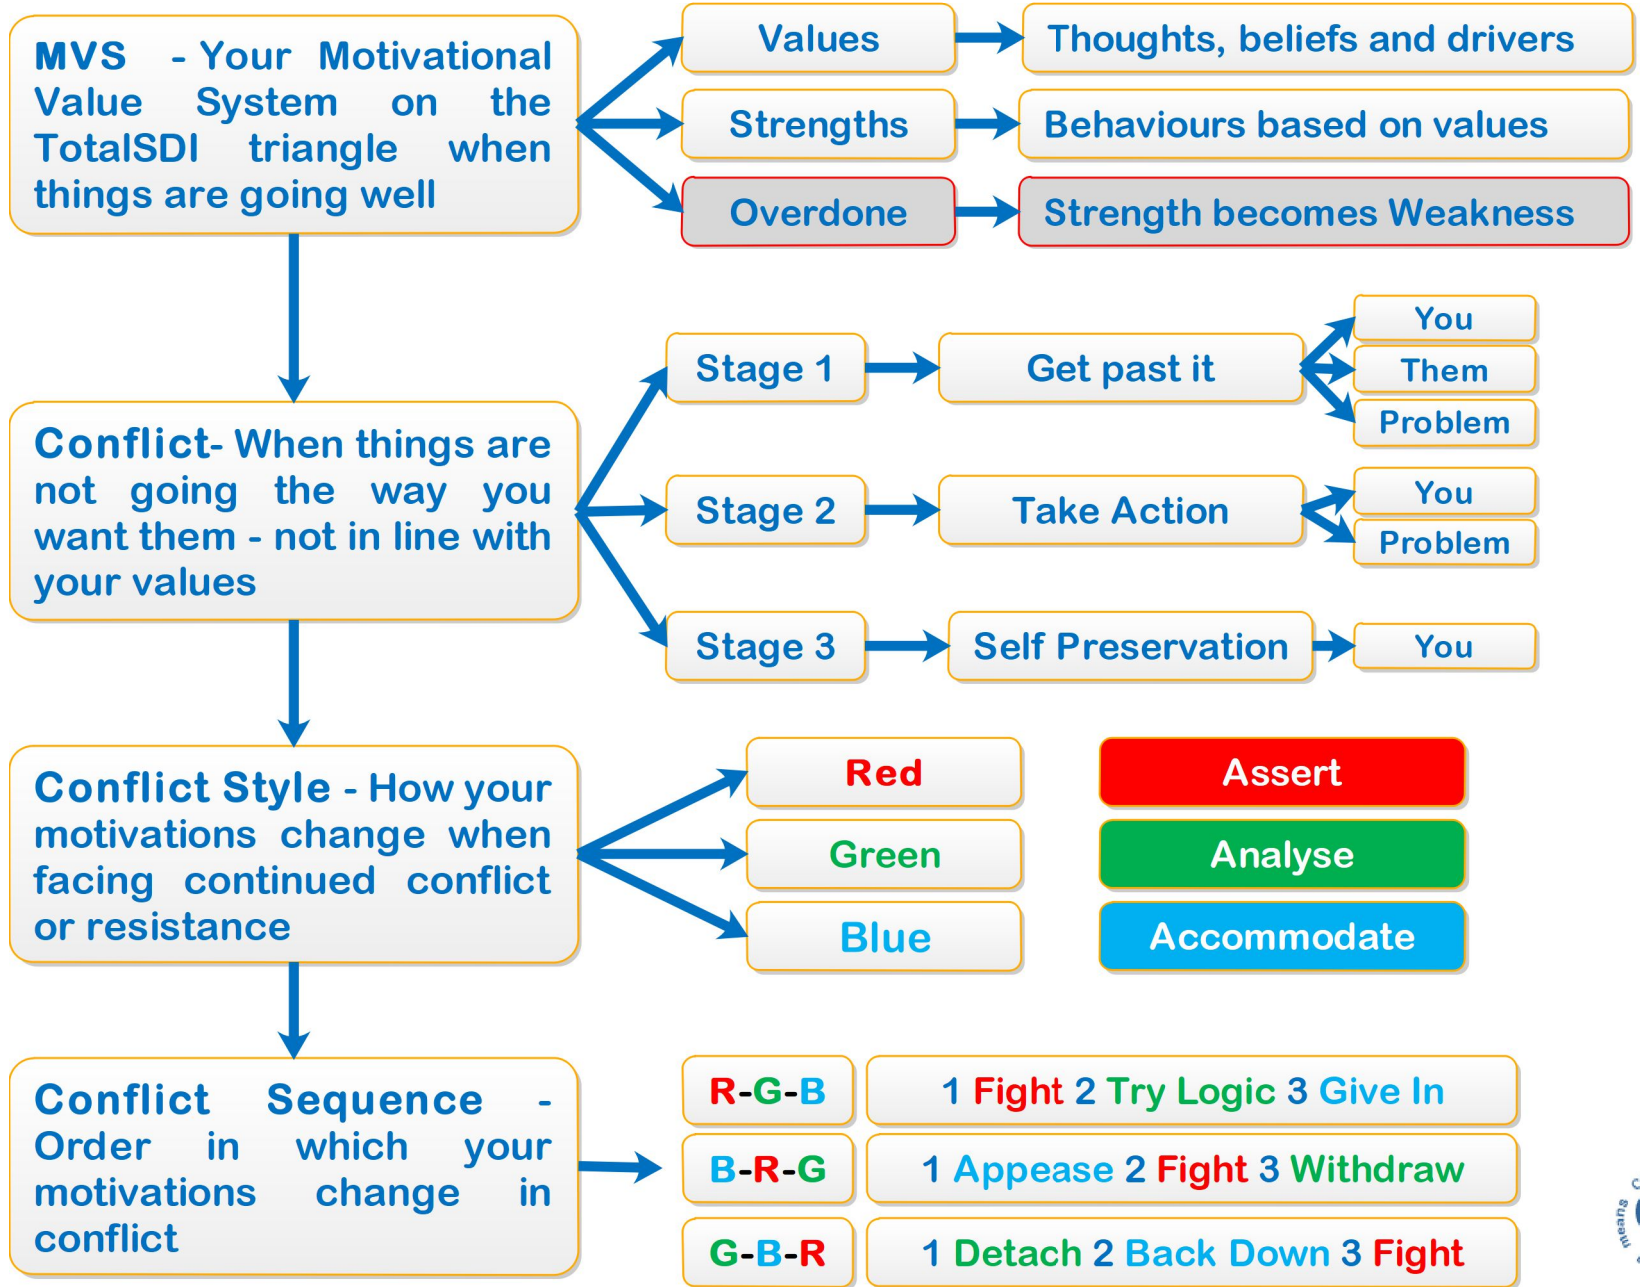 MVS - Your Motivational
Value System on the
TotalSDI triangle when
things are going well
Values
Thoughts, beliefs and drivers
Strengths
Behaviours based on values
Overdone
Strength becomes Weakness
Conflict- When things are
not going the way you
want them - not in line with
your values
Stage 1
Get past it
You
Them
Problem
Stage 2
Take Action
You
Problem
Stage 3
Self Preservation
You
Conflict Style - How your
motivations change when
facing continued conflict
or resistance
Red
Assert
Green
Analyse
Blue
Accommodate
Conflict Sequence -
Order in which your
motivations change in
conflict
R-G-B
1 Fight 2 Try Logic 3 Give In
B-R-G
1 Appease 2 Fight 3 Withdraw
G-B-R
1 Detach 2 Back Down 3 Fight
means